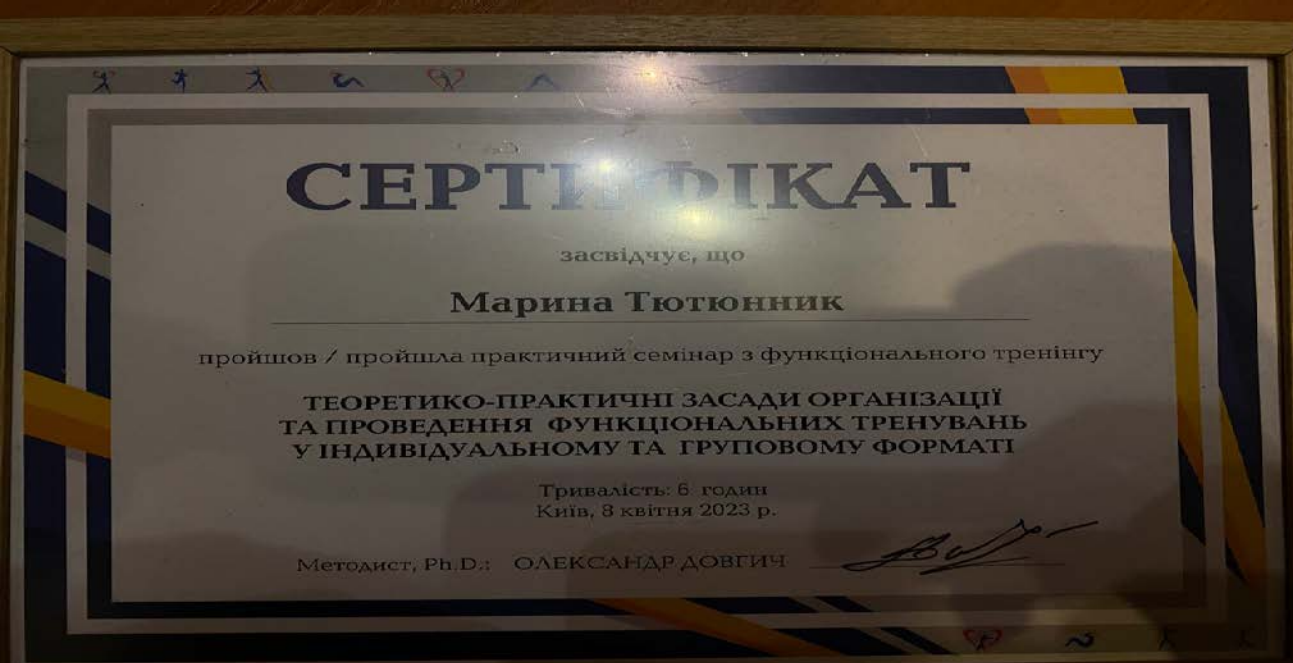 СЕРТИФІКАТ
засвідчує, що
Марина Тютюнник
пройшов / пройшла практичний семінар з функціонального тренінгу
ТЕОРЕТИКО-ПРАКТИЧНІ ЗАСАДИ ОРГАНІЗАЦІЇ
ТА ПРОВЕДЕННЯ ФУНКЦІОНАЛЬНИХ ТРЕНУВАНЬ
У ІНДИВІДУАЛЬНОМУ ТА ГРУПОВОМУ ФОРМАТІ
Тривалість: 6 годин
Київ, 8 квітня 2023 р.
Методист, Ph.D.: ОЛЕКСАНДР ДОВГИЧ